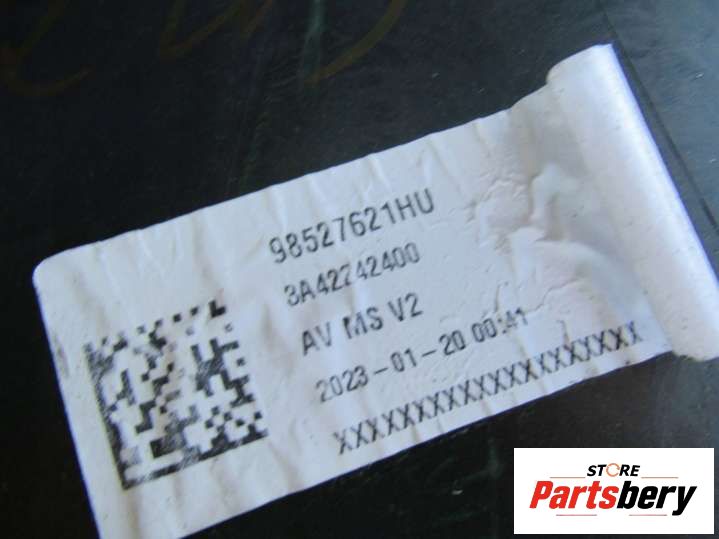 98527621HU
3A42242400
AV MS V2
2023-01-20 00:41
XXXXXXXXXXXXXXXXXXXX
STORE
Partsbery